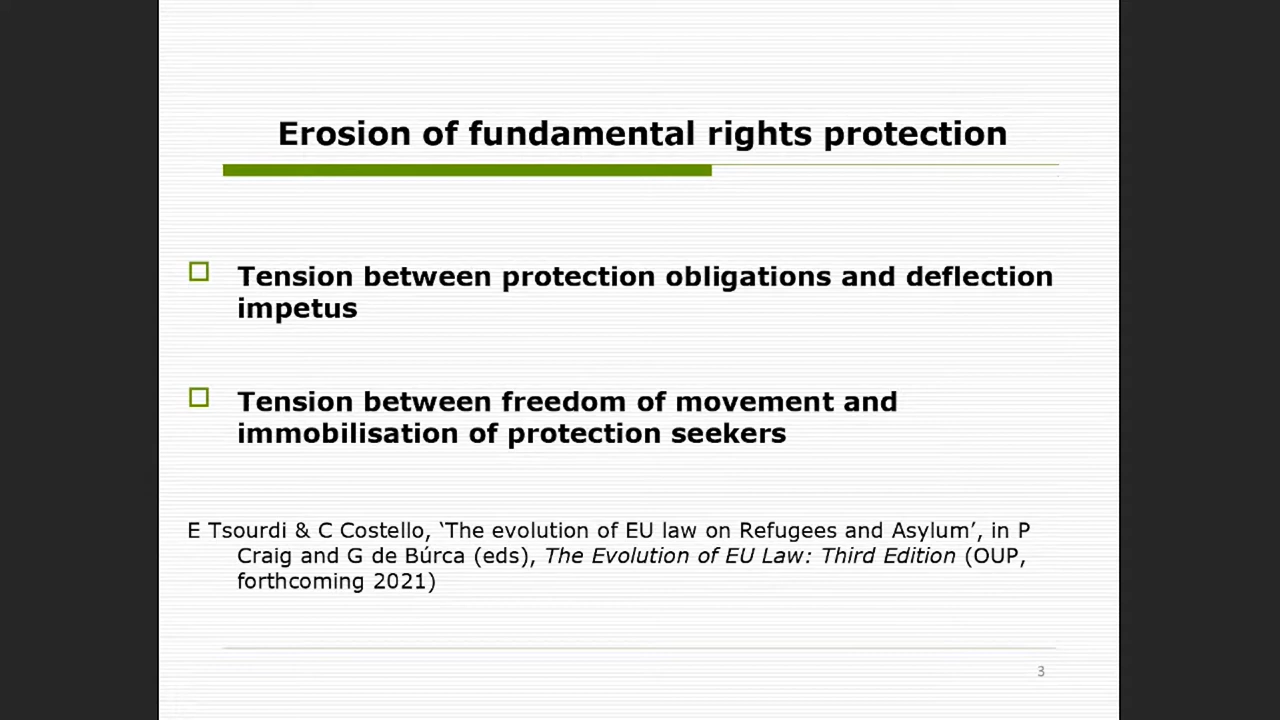 Erosion of fundamental rights protection
Tension between protection obligations and deflection
impetus
Tension between freedom of movement and
immobilisation of protection seekers
E Tsourdi & C Costello, ‘The evolution of EU law on Refugees and Asylum’, in P
Craig and G de Búrca (eds), The Evolution of EU Law: Third Edition (OUP,
forthcoming 2021)
3